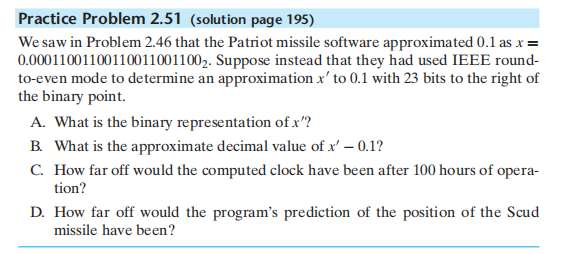 Practice Problem 2.51 (solution page 195)
We saw in Problem 2.46 that the Patriot missile software approximated 0.1 as x =
0.00011001100110011001100₂. Suppose instead that they had used IEEE round-
to-even mode to determine an approximation x′ to 0.1 with 23 bits to the right of
the binary point.
A. What is the binary representation of x′?
B. What is the approximate decimal value of x′ − 0.1?
C. How far off would the computed clock have been after 100 hours of opera-
tion?
D. How far off would the program's prediction of the position of the Scud
missile have been?